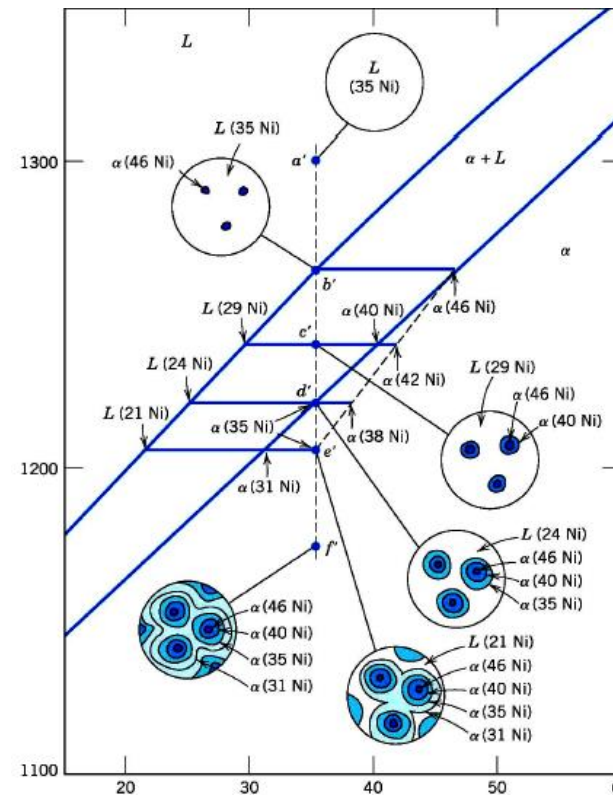 L
L
(35 Ni)
L (35 Ni)
α (46 Ni)
1300
a′
α + L
α
b′
α (46 Ni)
L (29 Ni)
α (40 Ni)
c′
L (24 Ni)
α (42 Ni)
L (29 Ni)
α (46 Ni)
α (40 Ni)
L (21 Ni)
d′
α (35 Ni)
α (38 Ni)
e′
1200
α (31 Ni)
f′
L (24 Ni)
α (46 Ni)
α (40 Ni)
α (35 Ni)
α (46 Ni)
α (40 Ni)
α (35 Ni)
α (31 Ni)
L (21 Ni)
α (46 Ni)
α (40 Ni)
α (35 Ni)
α (31 Ni)
1100
20
30
40
50